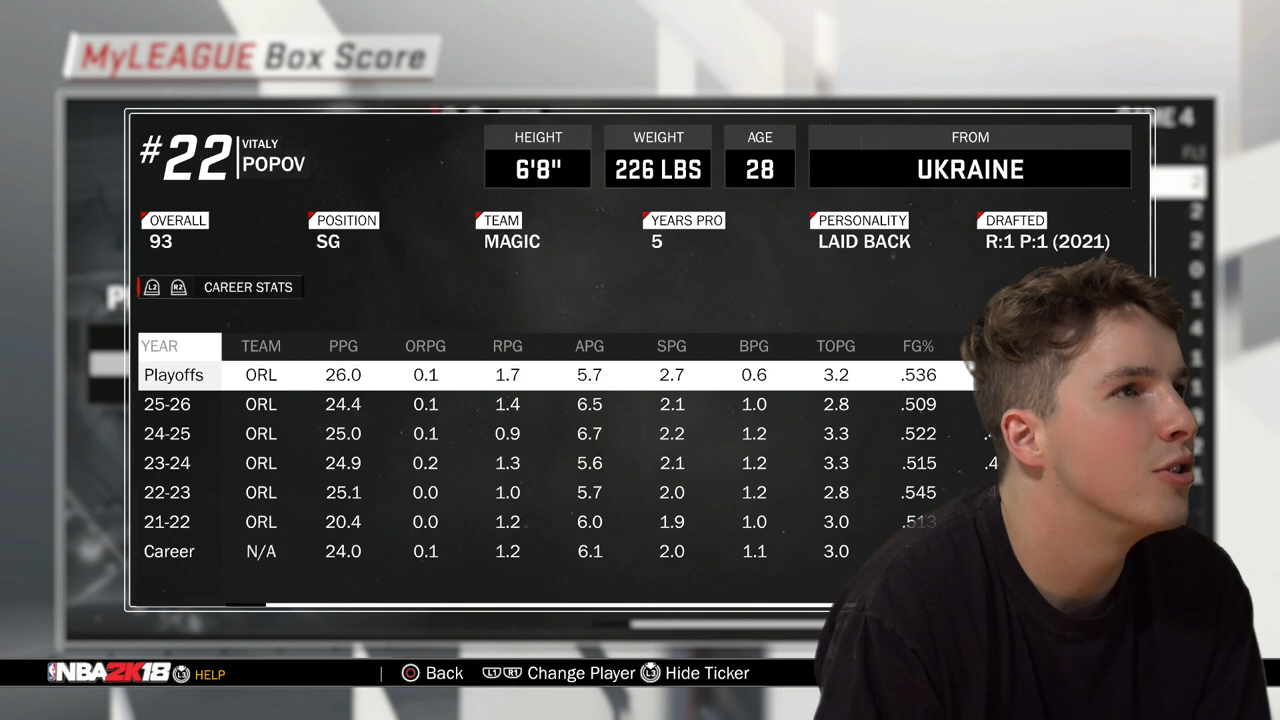 MyLEAGUE Box Score
#22 VITALY POPOV
HEIGHT WEIGHT AGE FROM
6'8" 226 LBS 28 UKRAINE
OVERALL POSITION TEAM YEARS PRO PERSONALITY DRAFTED
93 SG MAGIC 5 LAID BACK R:1 P:1 (2021)
L2 R2 CAREER STATS
YEAR TEAM PPG ORPG RPG APG SPG BPG TOPG FG%
Playoffs ORL 26.0 0.1 1.7 5.7 2.7 0.6 3.2 .536
25-26 ORL 24.4 0.1 1.4 6.5 2.1 1.0 2.8 .509
24-25 ORL 25.0 0.1 0.9 6.7 2.2 1.2 3.3 .522
23-24 ORL 24.9 0.2 1.3 5.6 2.1 1.2 3.3 .515
22-23 ORL 25.1 0.0 1.0 5.7 2.0 1.2 2.8 .545
21-22 ORL 20.4 0.0 1.2 6.0 1.9 1.0 3.0 .513
Career N/A 24.0 0.1 1.2 6.1 2.0 1.1 3.0
NBA 2K18 L3 HELP Back L1 R1 Change Player L3 Hide Ticker